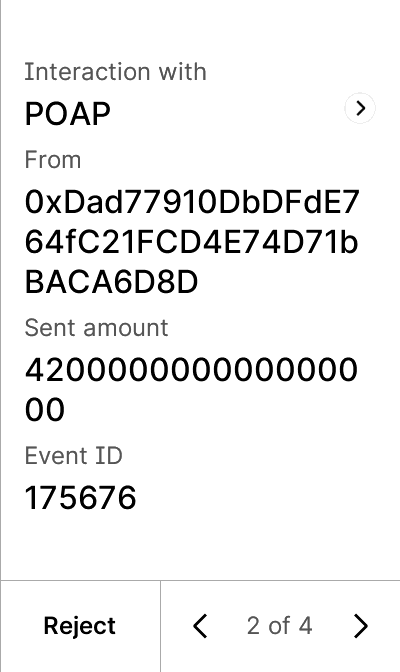 Interaction with
POAP
From
0xDad77910DbDFdE7
64fC21FCD4E74D71b
BACA6D8D
Sent amount
4200000000000000
00
Event ID
175676
Reject
2 of 4